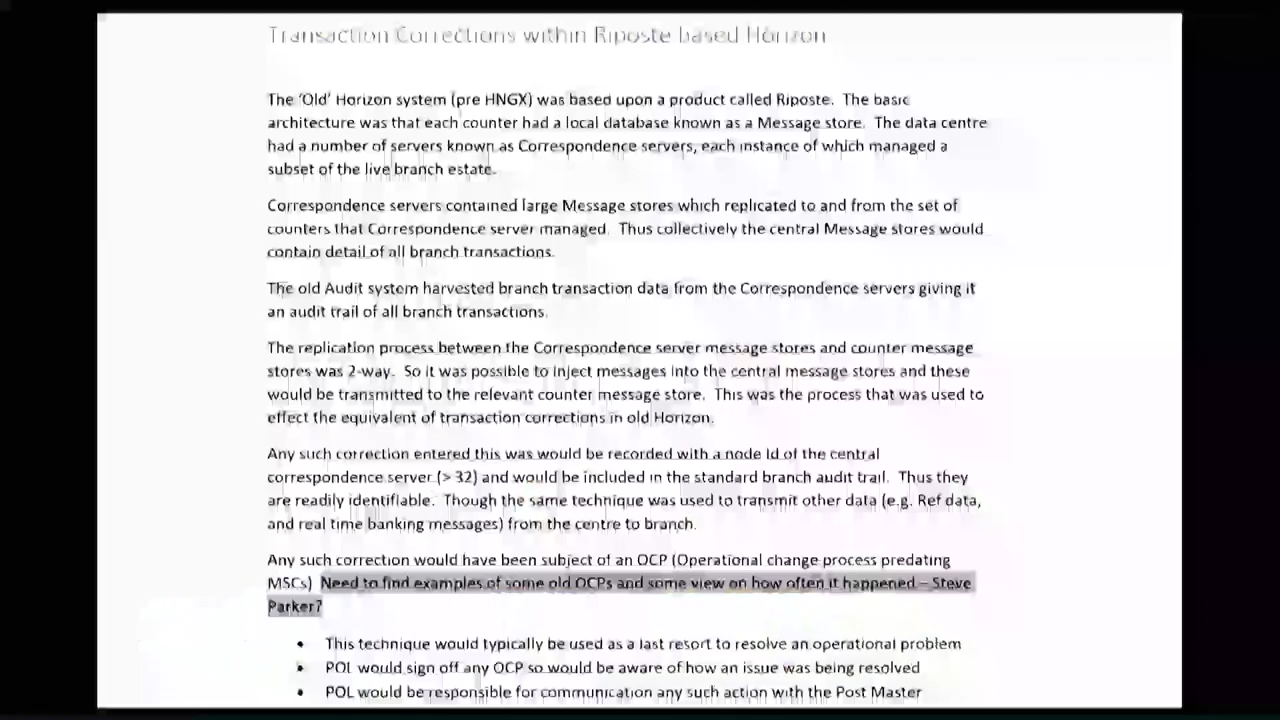 Transaction Corrections within Riposte based Horizon
The 'Old' Horizon system (pre HNGX) was based upon a product called Riposte. The basic
architecture was that each counter had a local database known as a Message store. The data centre
had a number of servers known as Correspondence servers, each instance of which managed a
subset of the live branch estate.
Correspondence servers contained large Message stores which replicated to and from the set of
counters that Correspondence server managed. Thus collectively the central Message stores would
contain detail of all branch transactions.
The old Audit system harvested branch transaction data from the Correspondence servers giving it
an audit trail of all branch transactions.
The replication process between the Correspondence server message stores and counter message
stores was 2-way. So it was possible to inject messages into the central message stores and these
would be transmitted to the relevant counter message store. This was the process that was used to
effect the equivalent of transaction corrections in old Horizon.
Any such correction entered this was would be recorded with a node Id of the central
correspondence server (> 32) and would be included in the standard branch audit trail. Thus they
are readily identifiable. Though the same technique was used to transmit other data (e.g. Ref data,
and real time banking messages) from the centre to branch.
Any such correction would have been subject of an OCP (Operational change process predating
MSCs) Need to find examples of some old OCPs and some view on how often it happened – Steve
Parker?
• This technique would typically be used as a last resort to resolve an operational problem
• POL would sign off any OCP so would be aware of how an issue was being resolved
• POL would be responsible for communication any such action with the Post Master